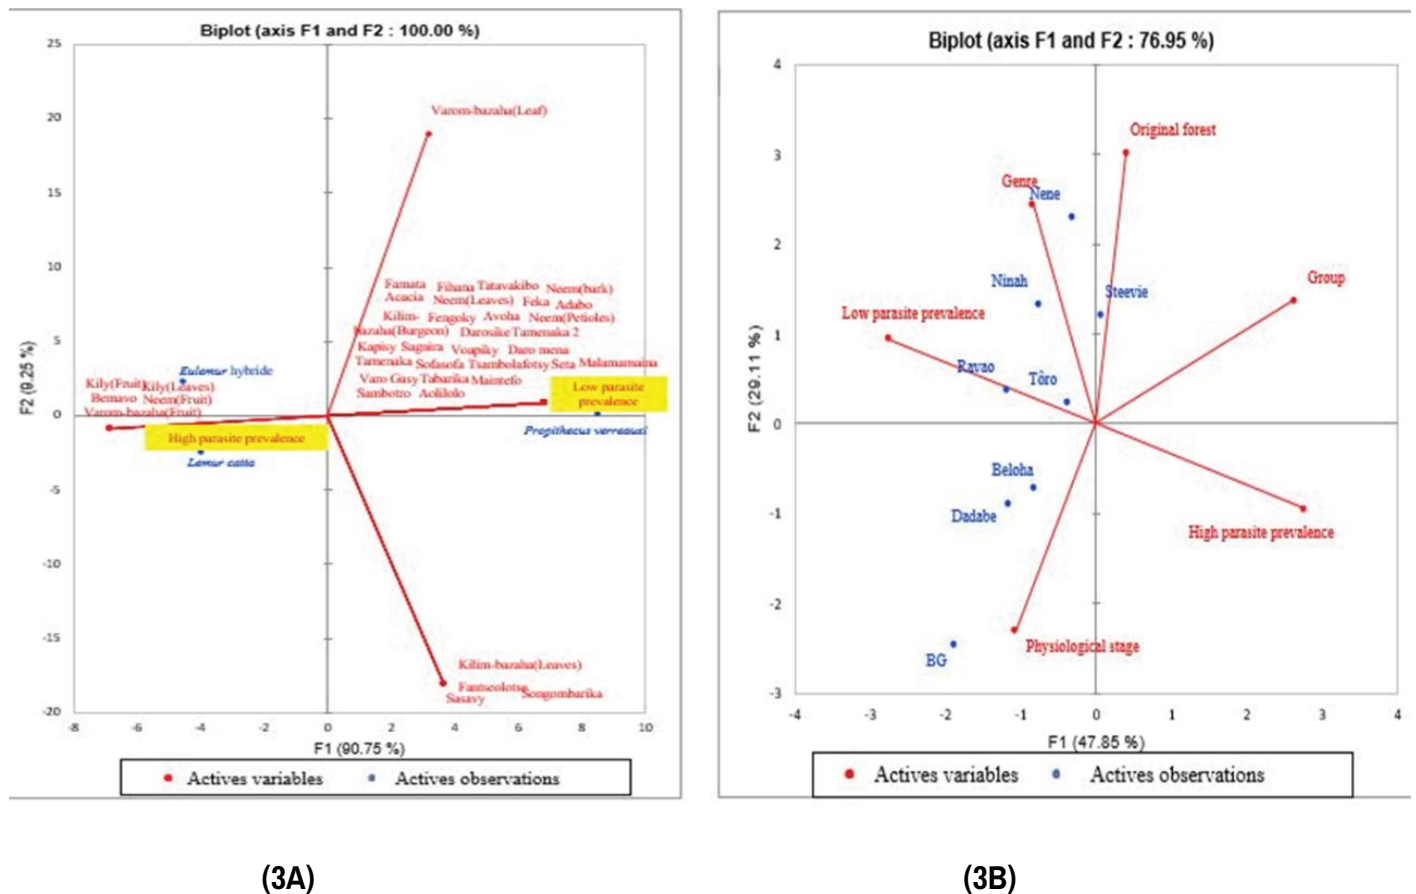 Biplot (axis F1 and F2 : 100.00 %)
25
20
15
10
5
0
-5
-10
-15
-20
F2 (9.25 %)
Varom-bazaha(Leaf)
Famata Fihana Tatavakibo Neem(bark)
Acacia Neem(Leaves) Feka Adabo
Kilim- Fengoky Avoha Neem(Petioles)
bazaha(Burgeon) Darosike Tamenaka 2
Kapisy Sagnira Voapiky Daro mena
Tamenaka Sofasofa Tsambolafotsy Seta Malamamaina
Varo Gasy Tabarika Maintefo
Sambotro Aolilolo
Low parasite
prevalence
Propithecus verreauxi
Eulemur hybride
Kily(Fruit) Kily(Leaves)
Bemavo Neem(Fruit)
Varom-bazaha(Fruit)
High parasite prevalence
Lemur catta
Kilim-bazaha(Leaves)
Fantseolotse Songombarika
Sasavy
-8 -6 -4 -2 0 2 4 6 8 10
F1 (90.75 %)
Actives variables Actives observations
(3A)
Biplot (axis F1 and F2 : 76.95 %)
4
3
2
1
0
-1
-2
-3
F2 (29.11 %)
Original forest
Genre
Nene
Ninah
Steevie
Group
Low parasite prevalence
Ravao
Tôro
Beloha
Dadabe
High parasite prevalence
Physiological stage
BG
-4 -3 -2 -1 0 1 2 3 4
F1 (47.85 %)
Actives variables Actives observations
(3B)